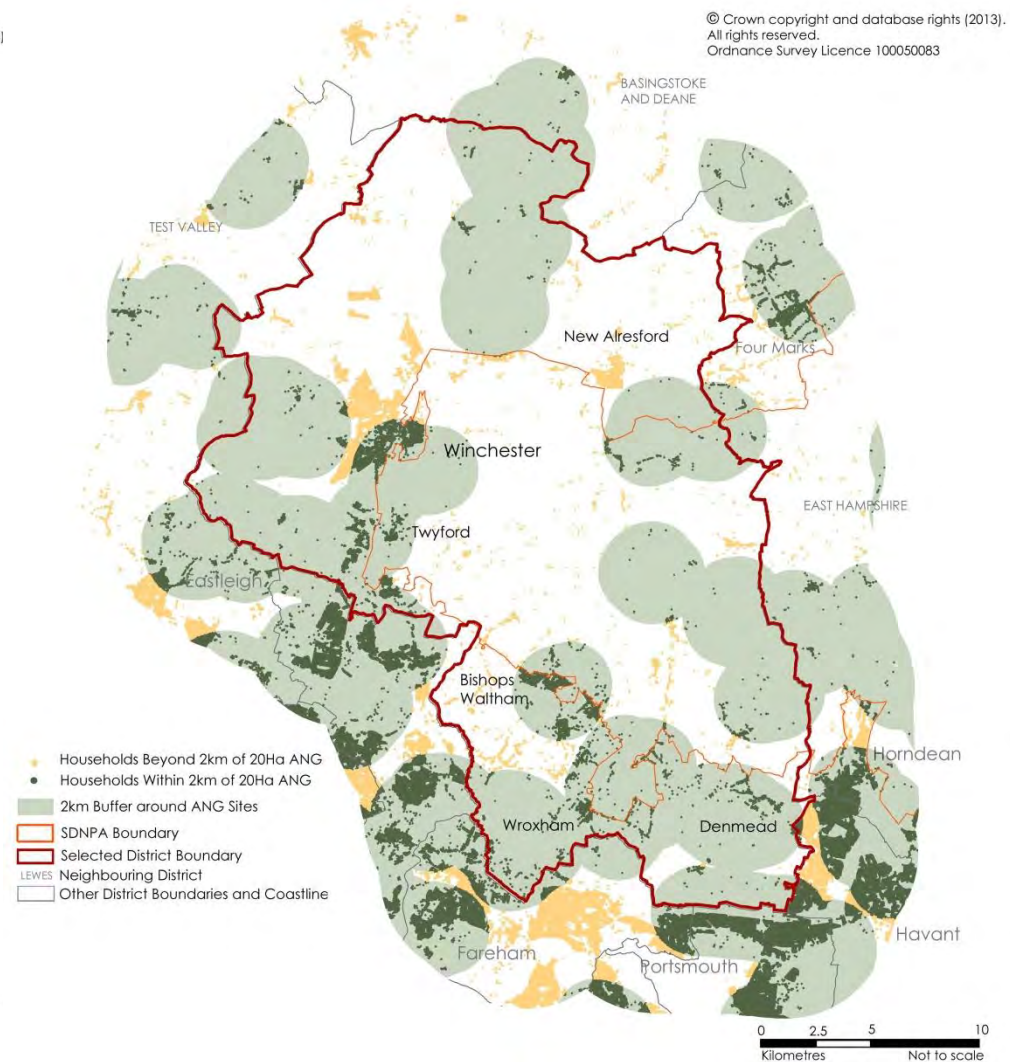 © Crown copyright and database rights (2013).
All rights reserved.
Ordnance Survey Licence 100050083
BASINGSTOKE
AND DEANE
TEST VALLEY
New Alresford
Four Marks
Winchester
EAST HAMPSHIRE
Twyford
Eastleigh
Bishops
Waltham
Horndean
Wroxham
Denmead
Havant
Fareham
Portsmouth
Households Beyond 2km of 20Ha ANG
Households Within 2km of 20Ha ANG
2km Buffer around ANG Sites
SDNPA Boundary
Selected District Boundary
LEWES Neighbouring District
Other District Boundaries and Coastline
0 2.5 5 10
Kilometres Not to scale